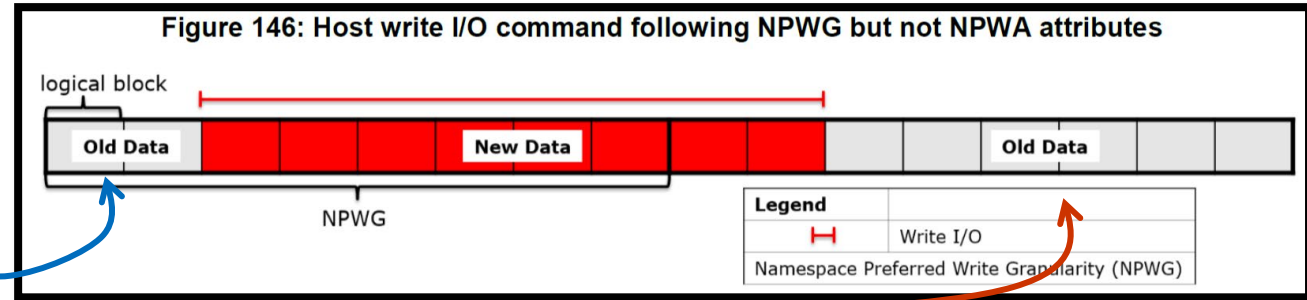 Figure 146: Host write I/O command following NPWG but not NPWA attributes
logical block
Old Data
New Data
Old Data
NPWG
Legend
Write I/O
Namespace Preferred Write Granularity (NPWG)